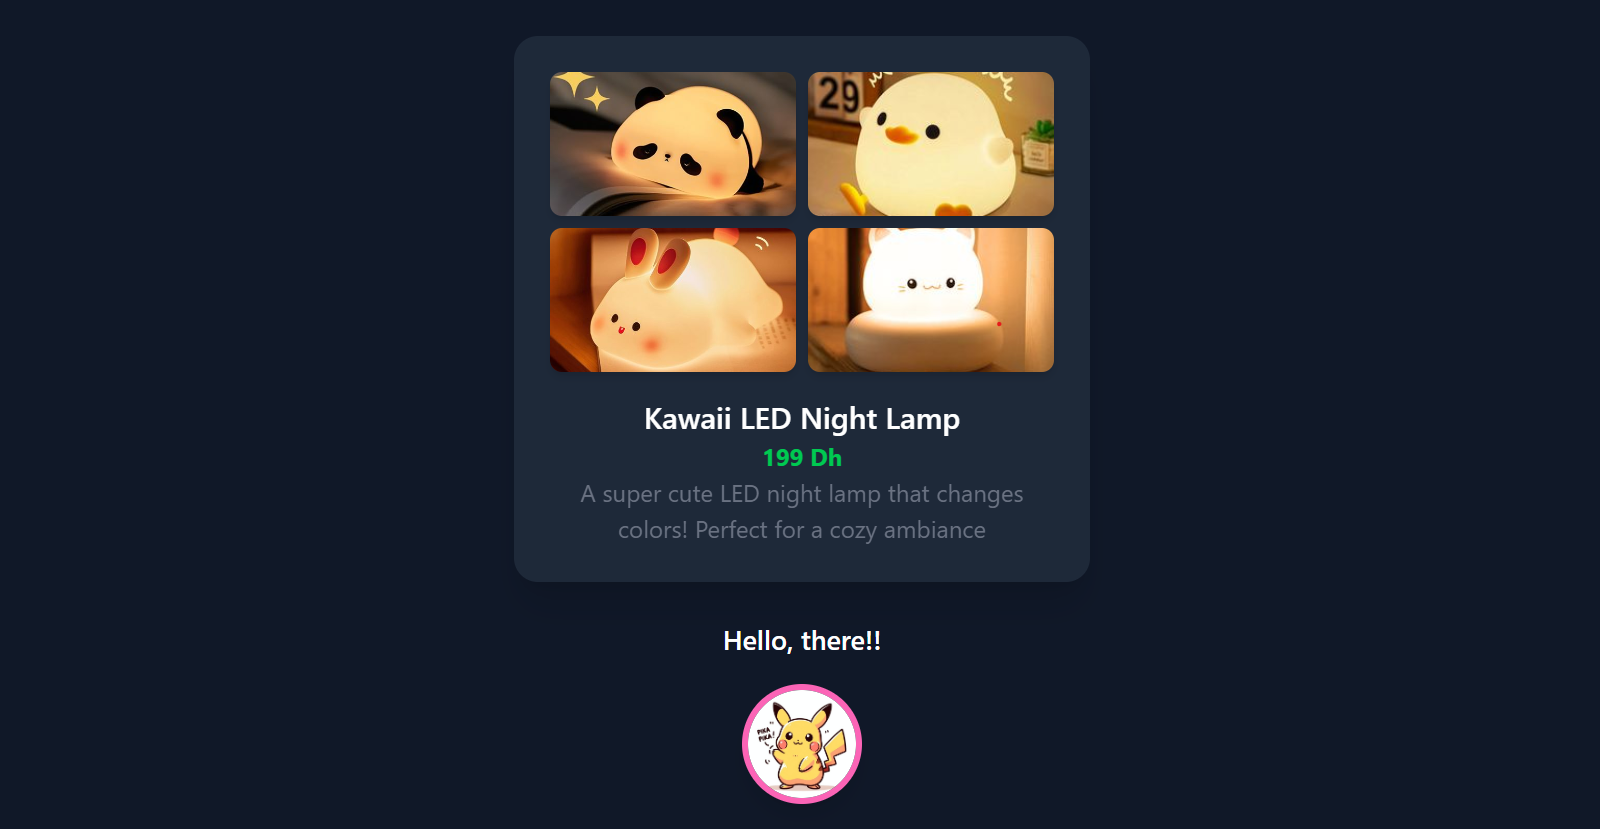 29
Kawaii LED Night Lamp
199 Dh
A super cute LED night lamp that changes
colors! Perfect for a cozy ambiance
Hello, there!!
PIKA
PIKA!